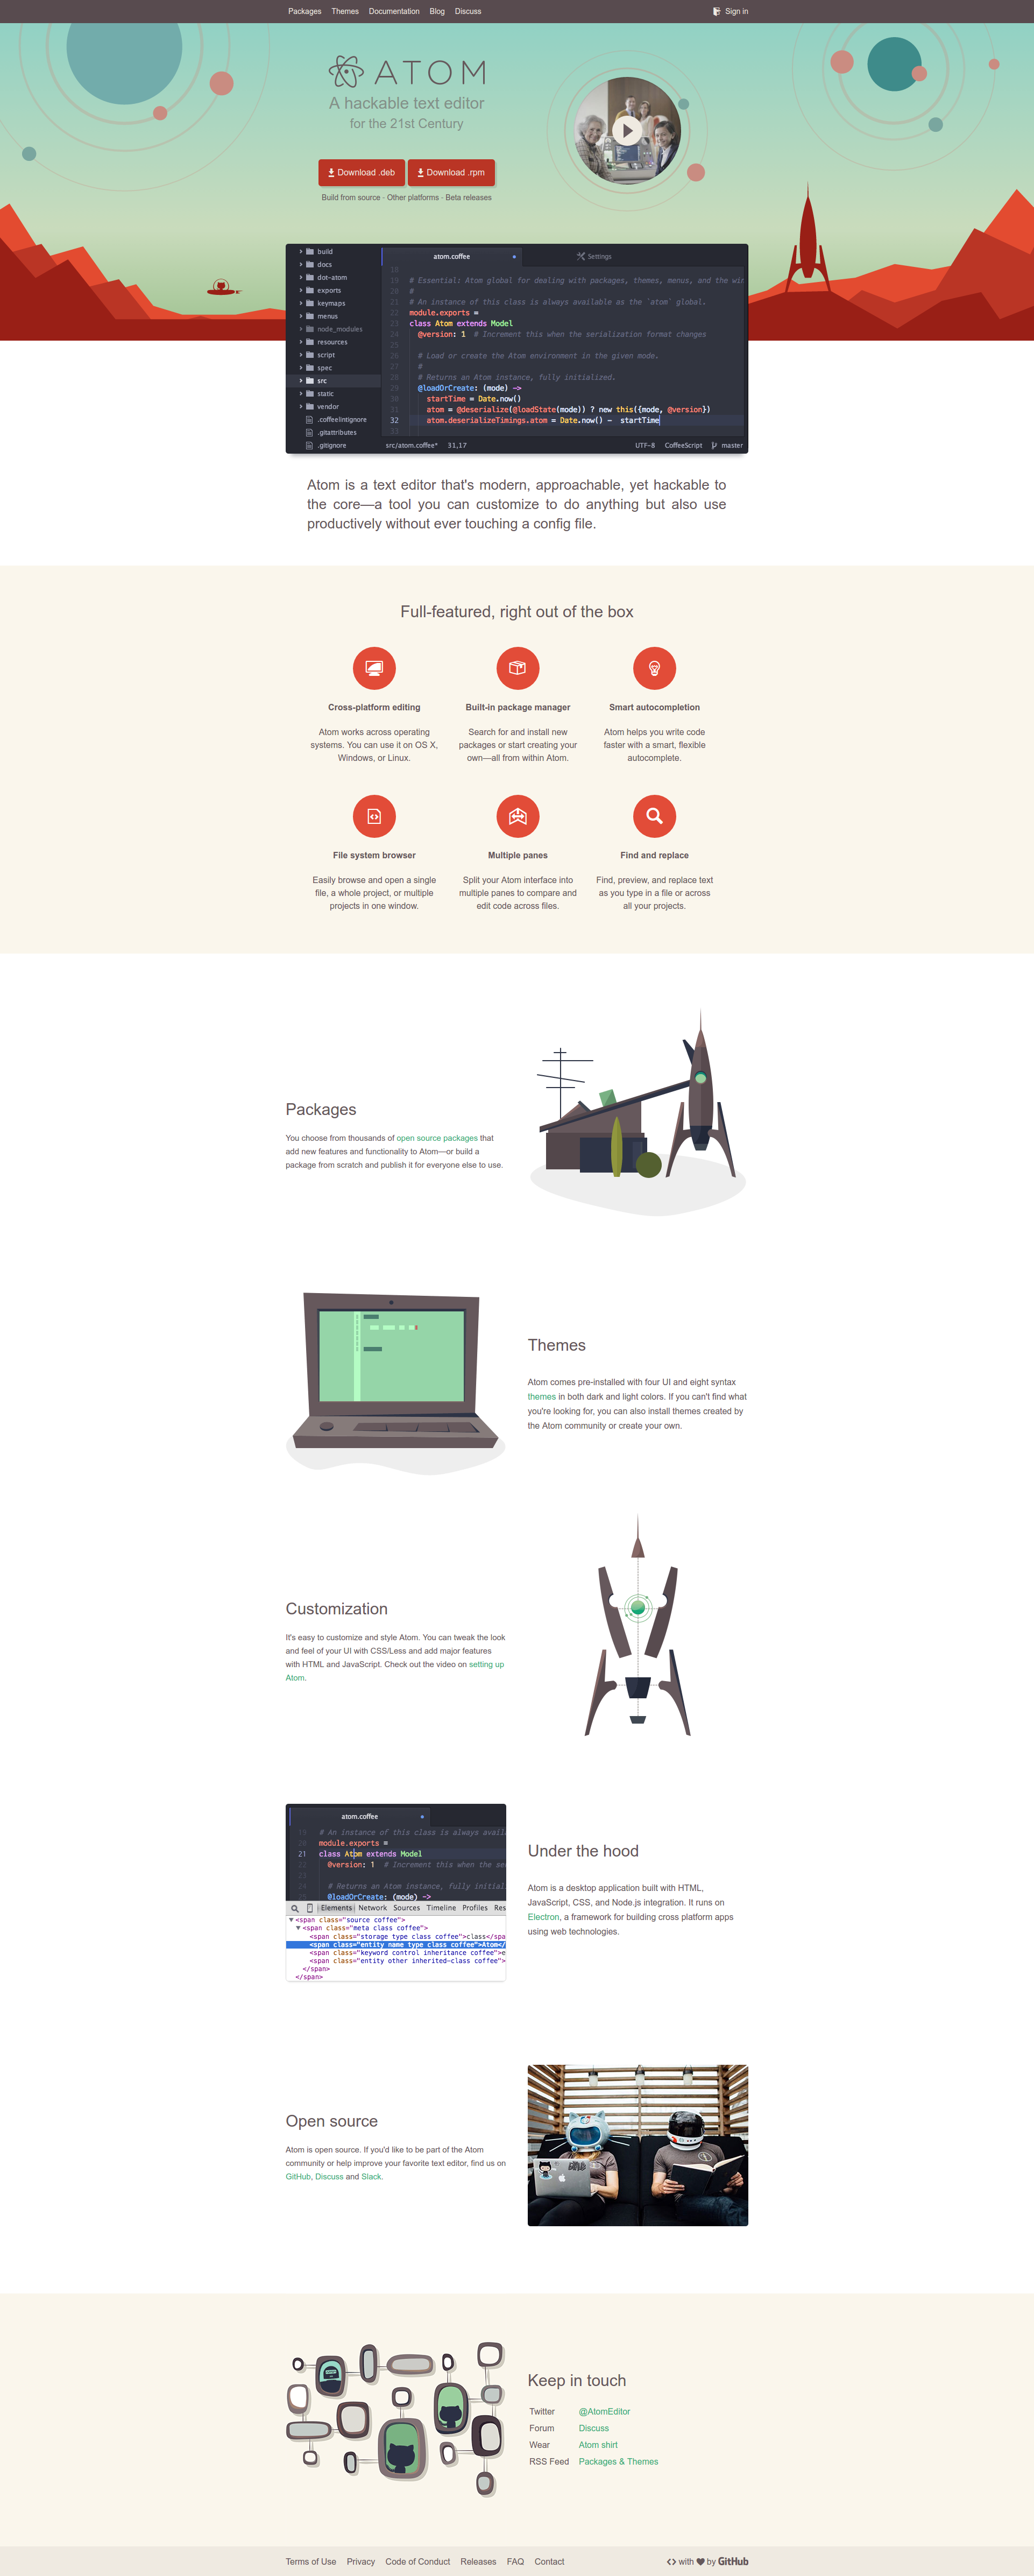 Packages Themes Documentation Blog Discuss Sign in
ATOM
A hackable text editor
for the 21st Century
Download .deb Download .rpm
Build from source · Other platforms · Beta releases
build
docs
dot-atom
exports
keymaps
menus
node_modules
resources
script
spec
src
static
vendor
.coffeelintignore
.gitattributes
.gitignore
atom.coffee Settings
18
19 # Essential: Atom global for dealing with packages, themes, menus, and the win
20 #
21 # An instance of this class is always available as the `atom` global.
22 module.exports =
23 class Atom extends Model
24 @version: 1 # Increment this when the serialization format changes
25
26 # Load or create the Atom environment in the given mode.
27 #
28 # Returns an Atom instance, fully initialized.
29 @loadOrCreate: (mode) ->
30 startTime = Date.now()
31 atom = @deserialize(@loadState(mode)) ? new this({mode, @version})
32 atom.deserializeTimings.atom = Date.now() - startTime
33
src/atom.coffee* 31,17 UTF-8 CoffeeScript master
Atom is a text editor that's modern, approachable, yet hackable to
the core—a tool you can customize to do anything but also use
productively without ever touching a config file.
Full-featured, right out of the box
Cross-platform editing
Atom works across operating
systems. You can use it on OS X,
Windows, or Linux.
Built-in package manager
Search for and install new
packages or start creating your
own—all from within Atom.
Smart autocompletion
Atom helps you write code
faster with a smart, flexible
autocomplete.
File system browser
Easily browse and open a single
file, a whole project, or multiple
projects in one window.
Multiple panes
Split your Atom interface into
multiple panes to compare and
edit code across files.
Find and replace
Find, preview, and replace text
as you type in a file or across
all your projects.
Packages
You choose from thousands of open source packages that
add new features and functionality to Atom—or build a
package from scratch and publish it for everyone else to use.
Themes
Atom comes pre-installed with four UI and eight syntax
themes in both dark and light colors. If you can't find what
you're looking for, you can also install themes created by
the Atom community or create your own.
Customization
It's easy to customize and style Atom. You can tweak the look
and feel of your UI with CSS/Less and add major features
with HTML and JavaScript. Check out the video on setting up
Atom.
atom.coffee
19 # An instance of this class is always avail
20 module.exports =
21 class Atom extends Model
22 @version: 1 # Increment this when the se
23
24 # Returns an Atom instance, fully initial
25 @loadOrCreate: (mode) ->
Elements Network Sources Timeline Profiles Res
<span class="source coffee">
<span class="meta class coffee">
<span class="storage type class coffee">class</spa
<span class="entity name type class coffee">Atom</
<span class="keyword control inheritance coffee">e
<span class="entity other inherited-class coffee">
</span>
</span>
Under the hood
Atom is a desktop application built with HTML,
JavaScript, CSS, and Node.js integration. It runs on
Electron, a framework for building cross platform apps
using web technologies.
Open source
Atom is open source. If you'd like to be part of the Atom
community or help improve your favorite text editor, find us on
GitHub, Discuss and Slack.
Keep in touch
Twitter @AtomEditor
Forum Discuss
Wear Atom shirt
RSS Feed Packages & Themes
Terms of Use Privacy Code of Conduct Releases FAQ Contact with by GitHub